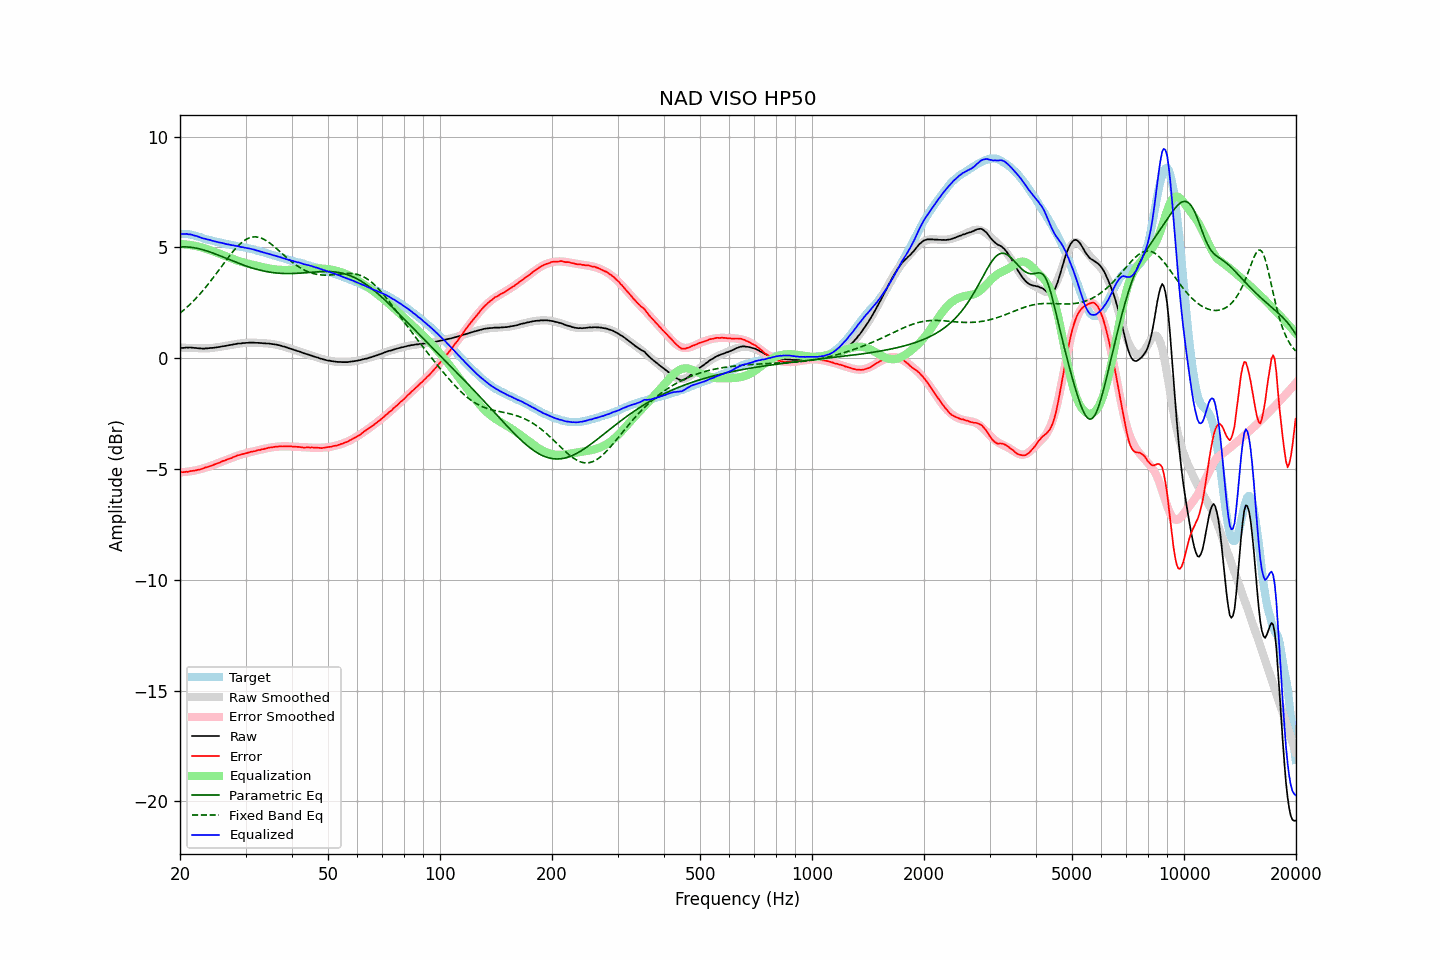 NAD VISO HP50
Amplitude (dBr)
10
5
0
−5
−10
−15
−20
Target
Raw Smoothed
Error Smoothed
Raw
Error
Equalization
Parametric Eq
Fixed Band Eq
Equalized
20 50 100 200 500 1000 2000 5000 10000 20000
Frequency (Hz)